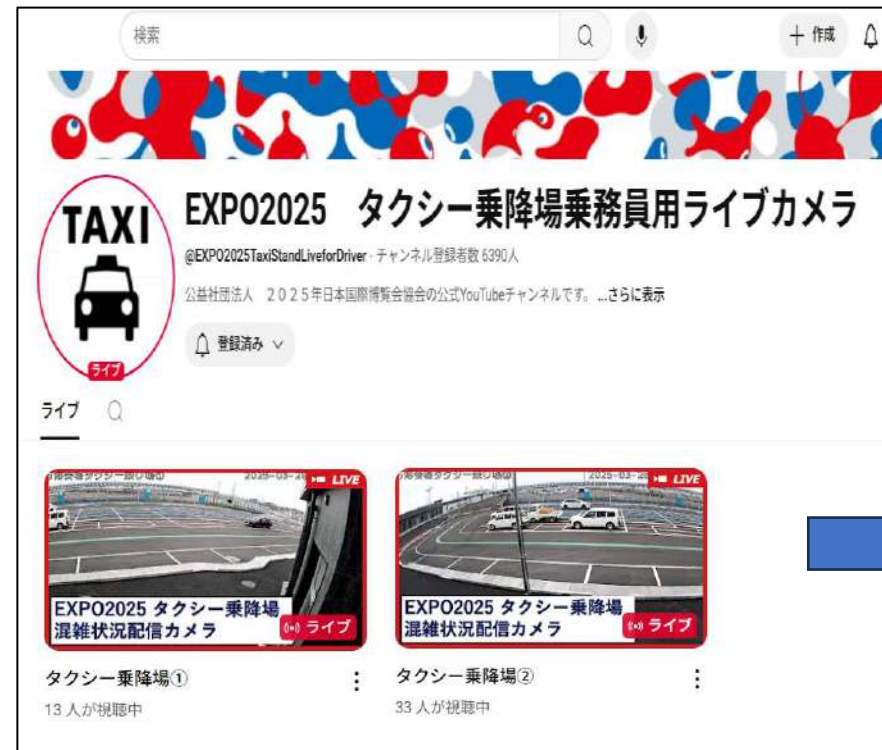 検索
作成
TAXI
ライブ
EXPO2025 タクシー乗降場乗務員用ライブカメラ
@EXPO2025TaxiStandLiveforDriver・チャンネル登録者数 6390人
公益社団法人 2025年日本国際博覧会協会の公式YouTubeチャンネルです。 ...さらに表示
登録済み
ライブ
LIVE
EXPO2025 タクシー乗降場
混雑状況配信カメラ
ライブ
タクシー乗降場①
13 人が視聴中
LIVE
EXPO2025 タクシー乗降場
混雑状況配信カメラ
ライブ
タクシー乗降場②
33 人が視聴中